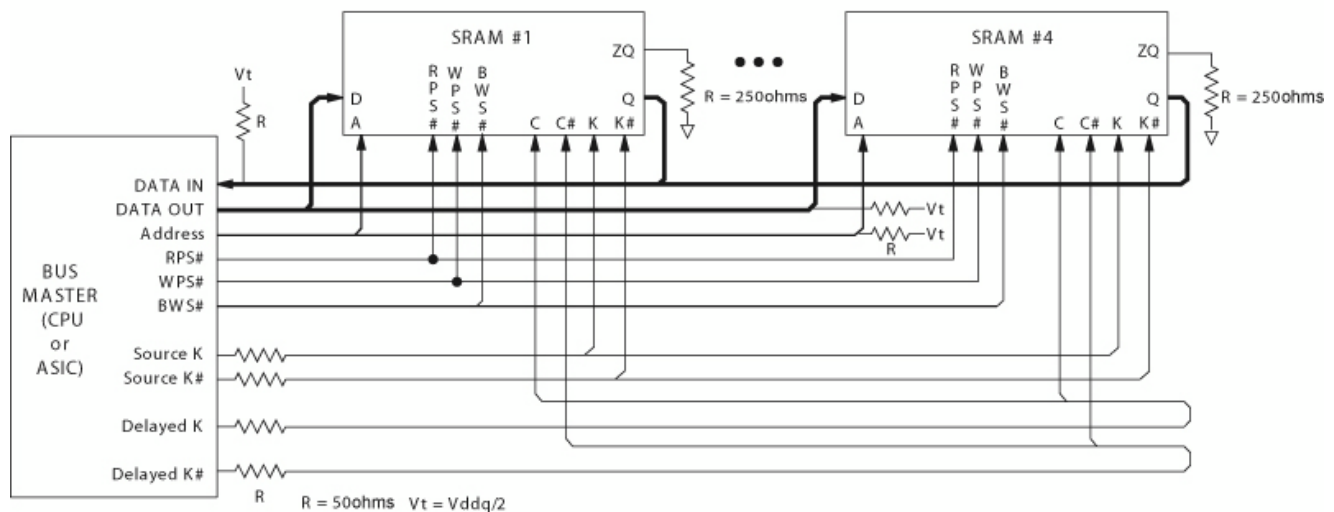 SRAM #1
ZQ
R = 250ohms
RPS#
WPS#
BWS#
D
A
Q
C
C#
K
K#
SRAM #4
ZQ
R = 250ohms
RPS#
WPS#
BWS#
D
A
Q
C
C#
K
K#
Vt
R
DATA IN
DATA OUT
Vt
Address
Vt
R
RPS#
WPS#
BWS#
BUS
MASTER
(CPU
or
ASIC)
Source K
Source K#
Delayed K
Delayed K#
R
R = 50ohms Vt = Vddq/2